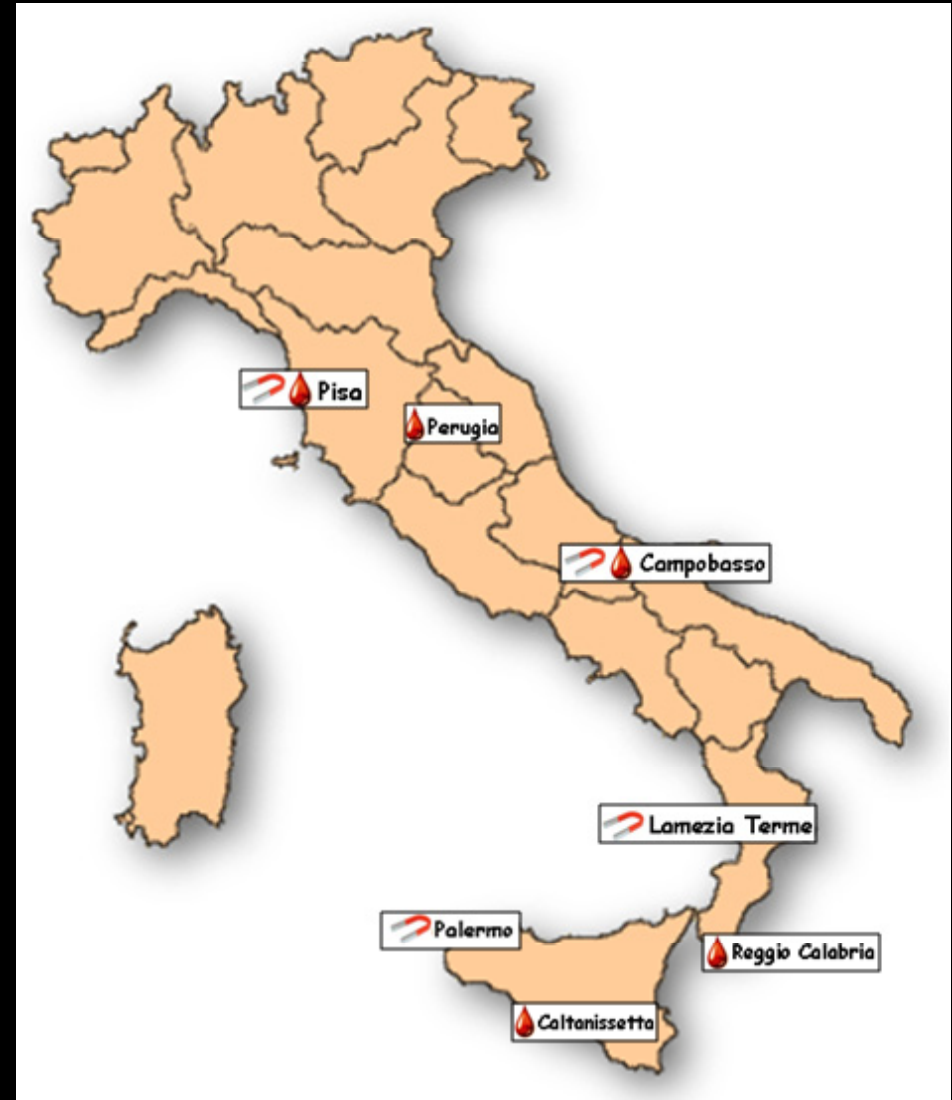 Pisa
Perugia
Campobasso
Lamezia Terme
Palermo
Reggio Calabria
Caltanissetta